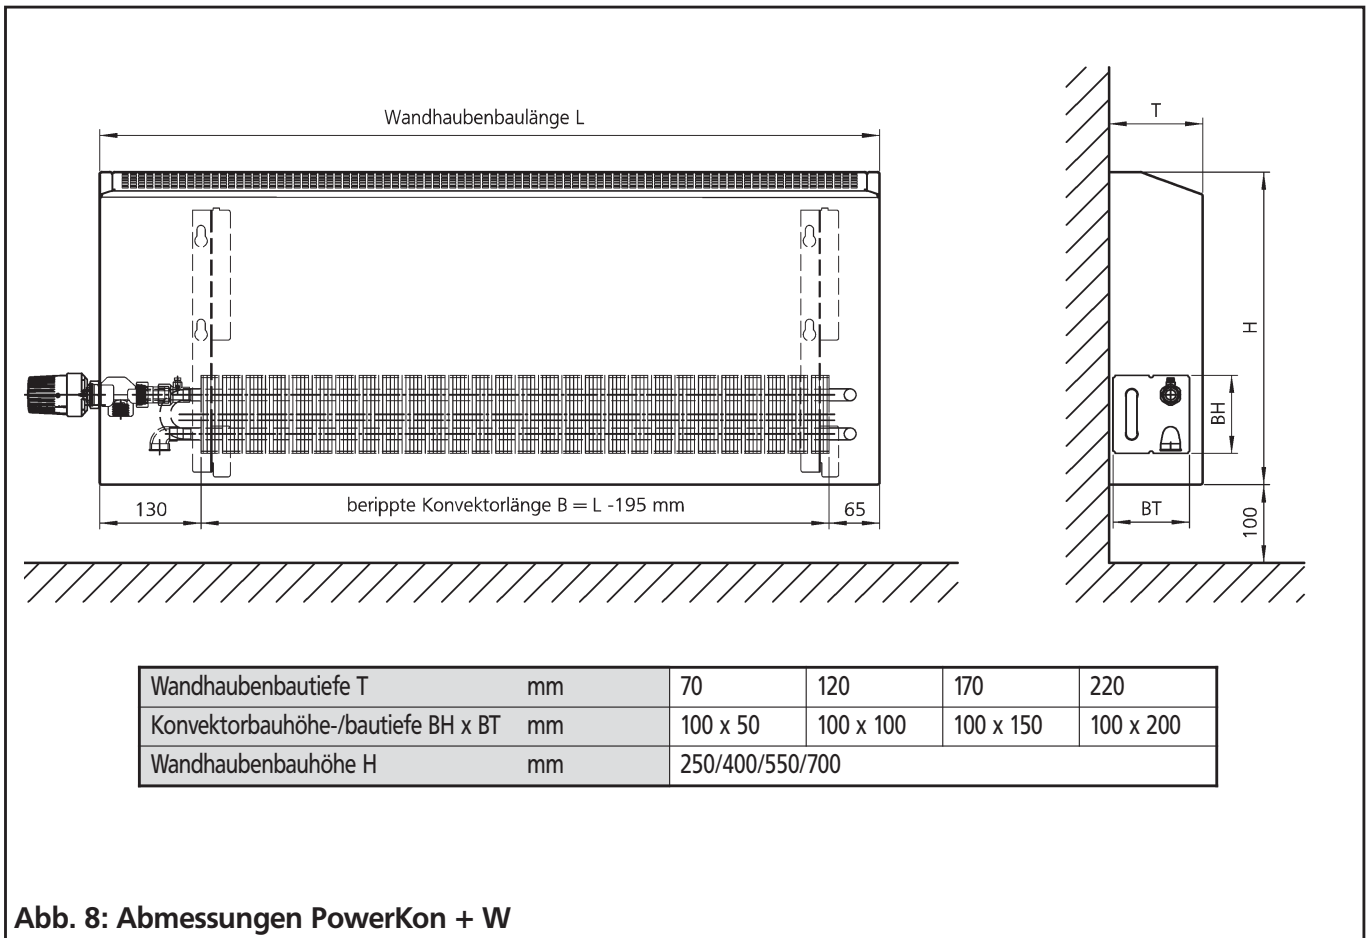 Wandhaubenbaulänge L
T
H
BH
130
berippte Konvektorlänge B = L -195 mm
65
BT
100
Wandhaubenbautiefe T mm 70 120 170 220
Konvektorbauhöhe-/bautiefe BH x BT mm 100 x 50 100 x 100 100 x 150 100 x 200
Wandhaubenbauhöhe H mm 250/400/550/700
Abb. 8: Abmessungen PowerKon + W